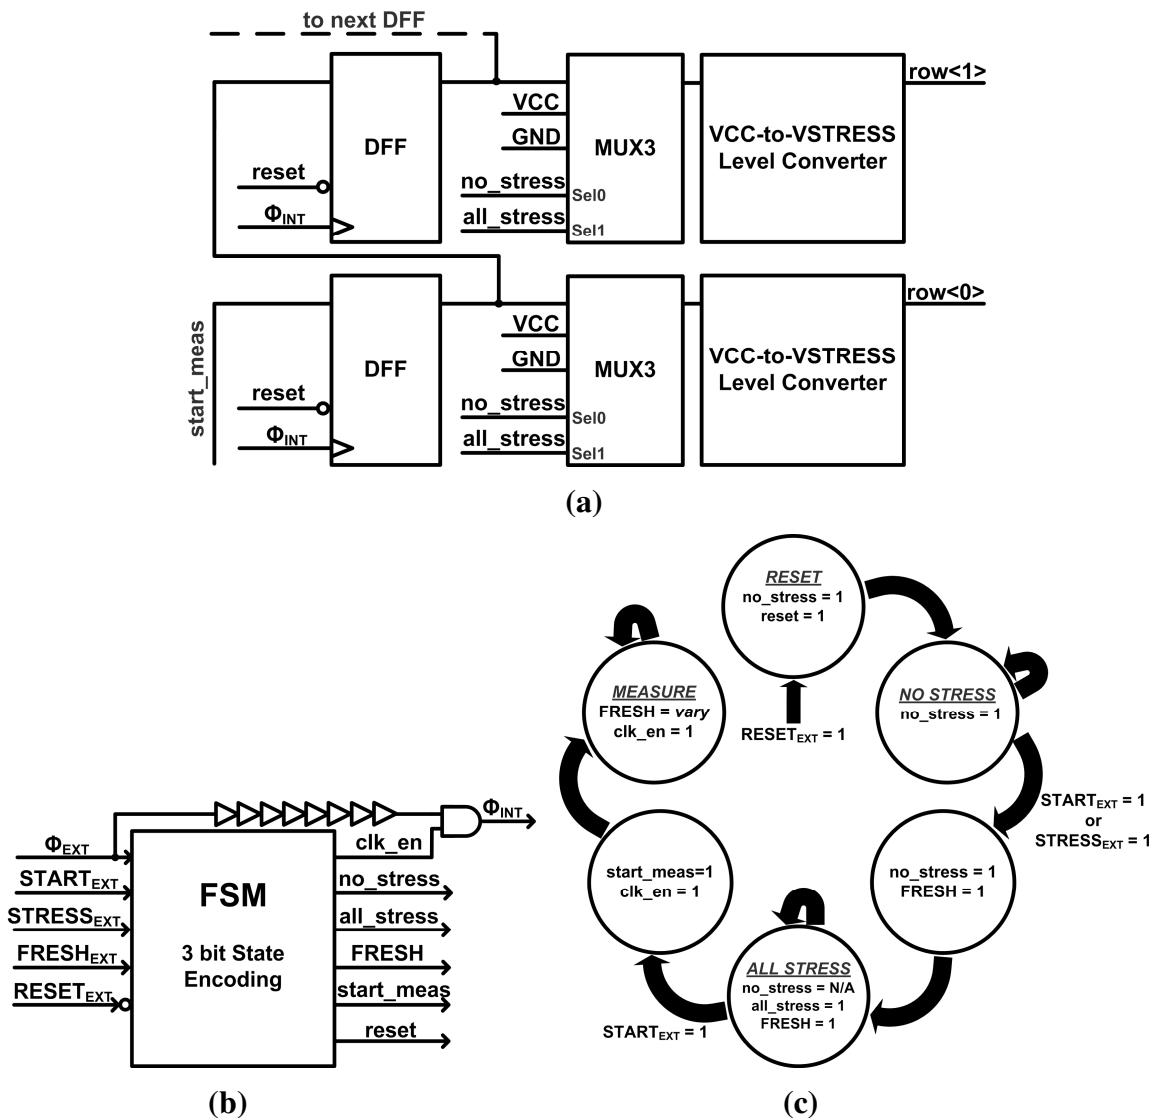 to next DFF
row<1>
VCC
GND
DFF
MUX3
VCC-to-VSTRESS
Level Converter
reset
no_stress
Sel0
ΦINT
all_stress
Sel1
row<0>
VCC
GND
DFF
MUX3
VCC-to-VSTRESS
Level Converter
start_meas
reset
no_stress
Sel0
ΦINT
all_stress
Sel1
(a)
ΦINT
ΦEXT
clk_en
STARTEXT
no_stress
STRESSEXT
all_stress
FRESHEXT
FRESH
RESETEXT
start_meas
reset
FSM
3 bit State
Encoding
(b)
RESET
no_stress = 1
reset = 1
RESETEXT = 1
NO STRESS
no_stress = 1
STARTEXT = 1
or
STRESSEXT = 1
no_stress = 1
FRESH = 1
ALL STRESS
no_stress = N/A
all_stress = 1
FRESH = 1
STARTEXT = 1
start_meas=1
clk_en = 1
MEASURE
FRESH = vary
clk_en = 1
(c)